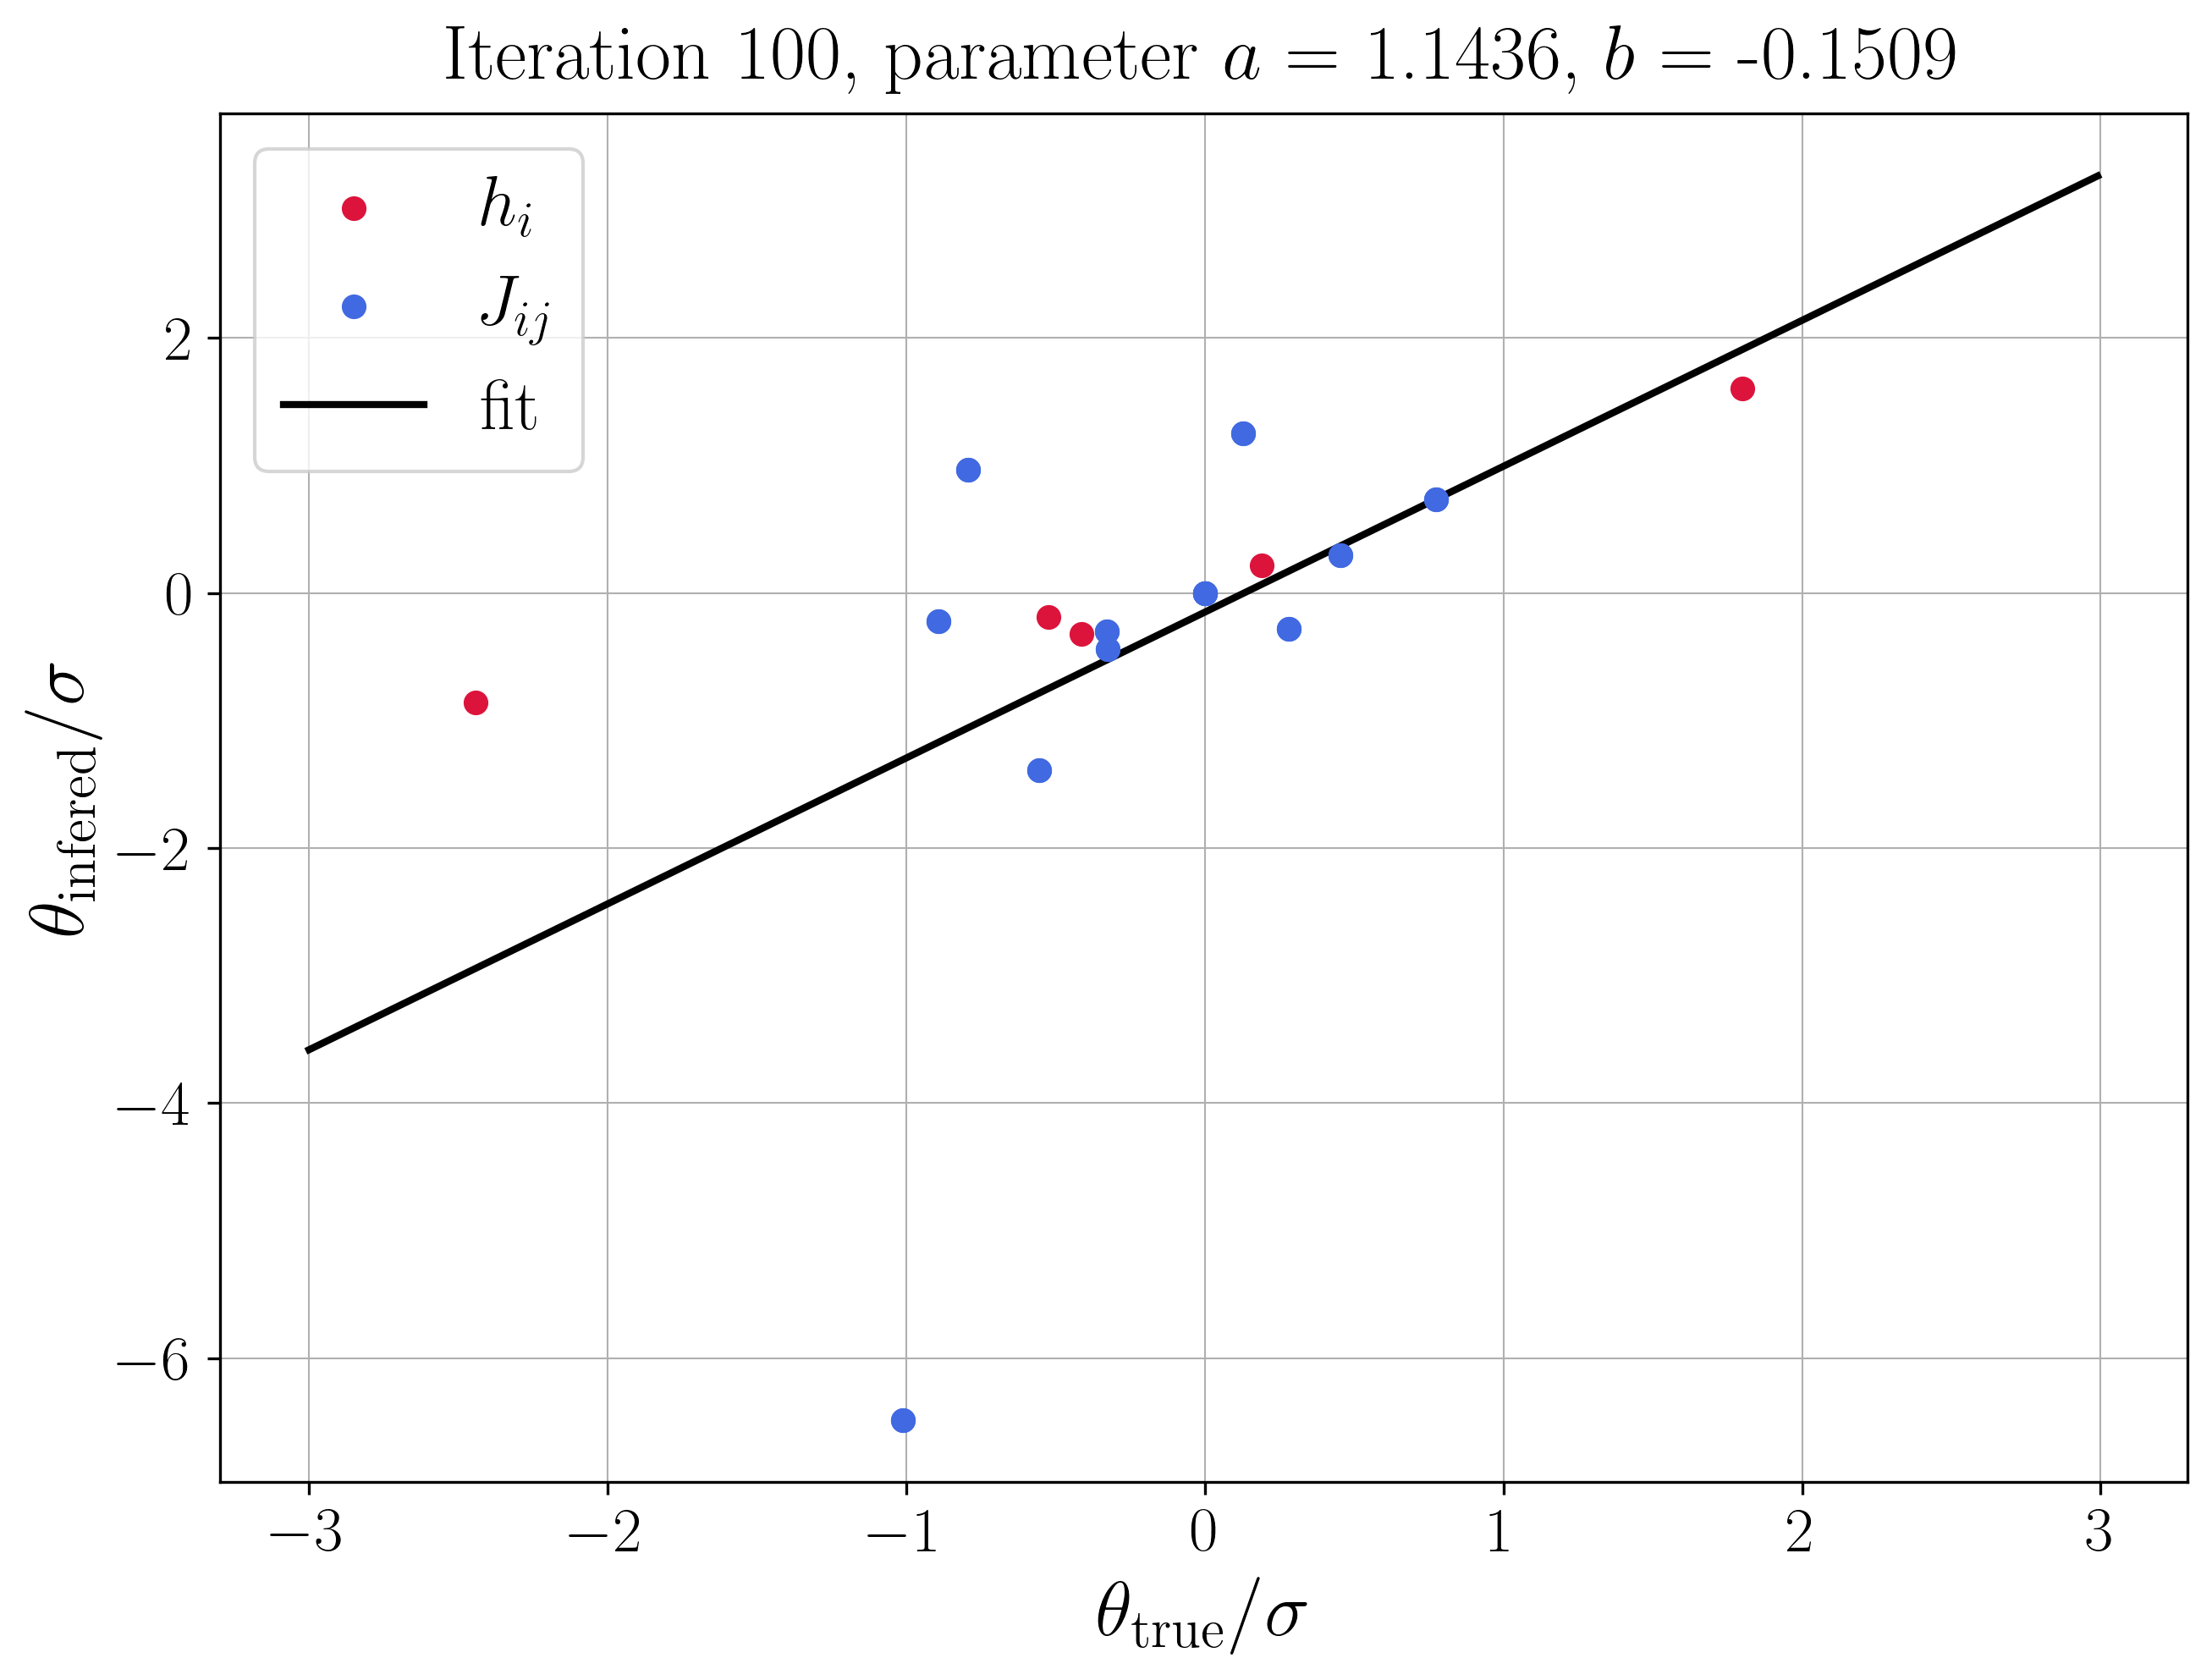 Iteration 100, parameter a = 1.1436, b = -0.1509
h_i
J_ij
fit
2
0
−2
−4
−6
θ_infered/σ
−3
−2
−1
0
1
2
3
θ_true/σ